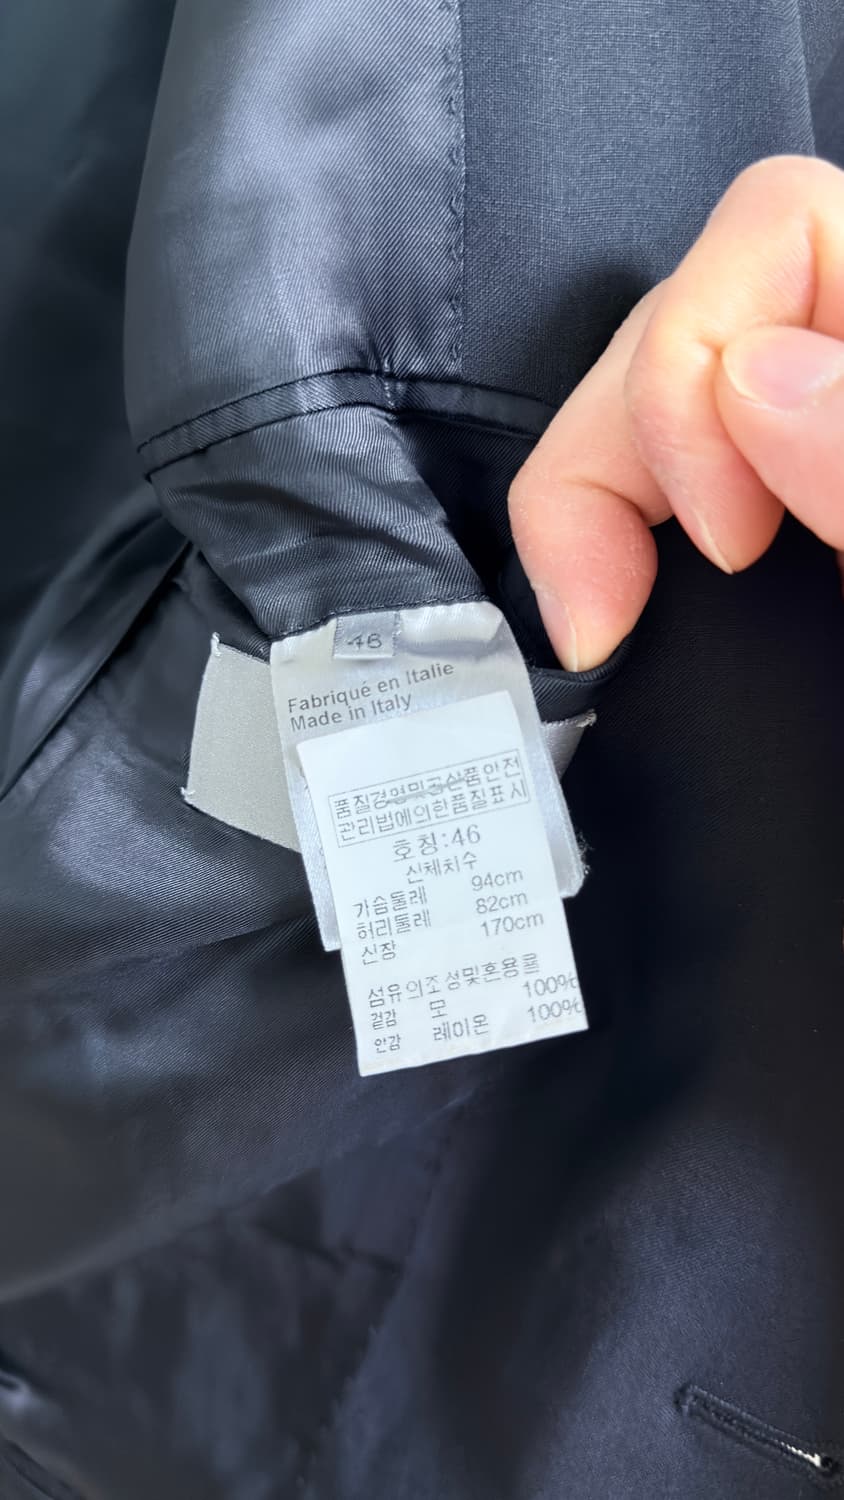 46
Fabriqué en Italie
Made in Italy
품질경영및공산품안전
관리법에의한품질표시
호칭:46
신체치수
가슴둘레 94cm
허리둘레 82cm
신장 170cm
섬유의조성및혼용율
겉감 모 100%
안감 레이온 100%